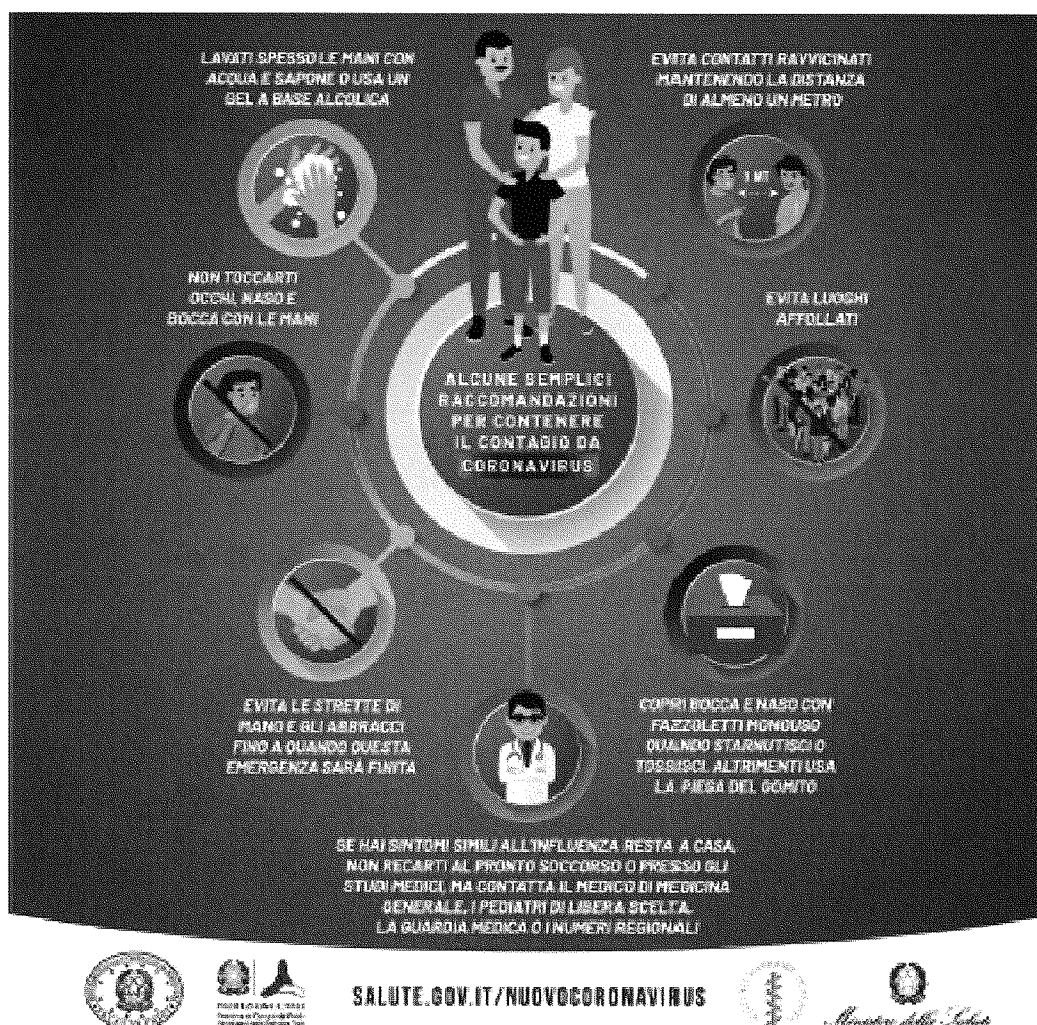 LAVATI SPESSO LE MANI CON
ACQUA E SAPONE O USA UN
GEL A BASE ALCOLICA
EVITA CONTATTI RAVVICINATI
MANTENENDO LA DISTANZA
DI ALMENO UN METRO
1 MT
NON TOCCARTI
OCCHI, NASO E
BOCCA CON LE MANI
EVITA LUOGHI
AFFOLLATI
ALCUNE SEMPLICI
RACCOMANDAZIONI
PER CONTENERE
IL CONTAGIO DA
CORONAVIRUS
EVITA LE STRETTE DI
MANO E GLI ABBRACCI
FINO A QUANDO QUESTA
EMERGENZA SARÀ FINITA
COPRI BOCCA E NASO CON
FAZZOLETTI MONOUSO
QUANDO STARNUTISCI O
TOSSISCI. ALTRIMENTI USA
LA PIEGA DEL GOMITO
SE HAI SINTOMI SIMILI ALL'INFLUENZA RESTA A CASA,
NON RECARTI AL PRONTO SOCCORSO O PRESSO GLI
STUDI MEDICI, MA CONTATTA IL MEDICO DI MEDICINA
GENERALE, I PEDIATRI DI LIBERA SCELTA,
LA GUARDIA MEDICA O I NUMERI REGIONALI
SALUTE.GOV.IT/NUOVOCORONAVIRUS
Ministero della Salute